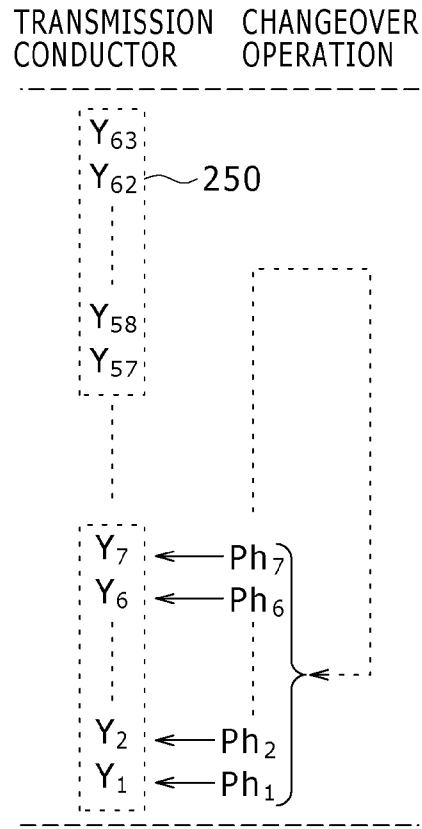 TRANSMISSION CONDUCTOR
CHANGEOVER OPERATION
Y63
Y62
250
Y58
Y57
Y7
Ph7
Y6
Ph6
Y2
Ph2
Y1
Ph1